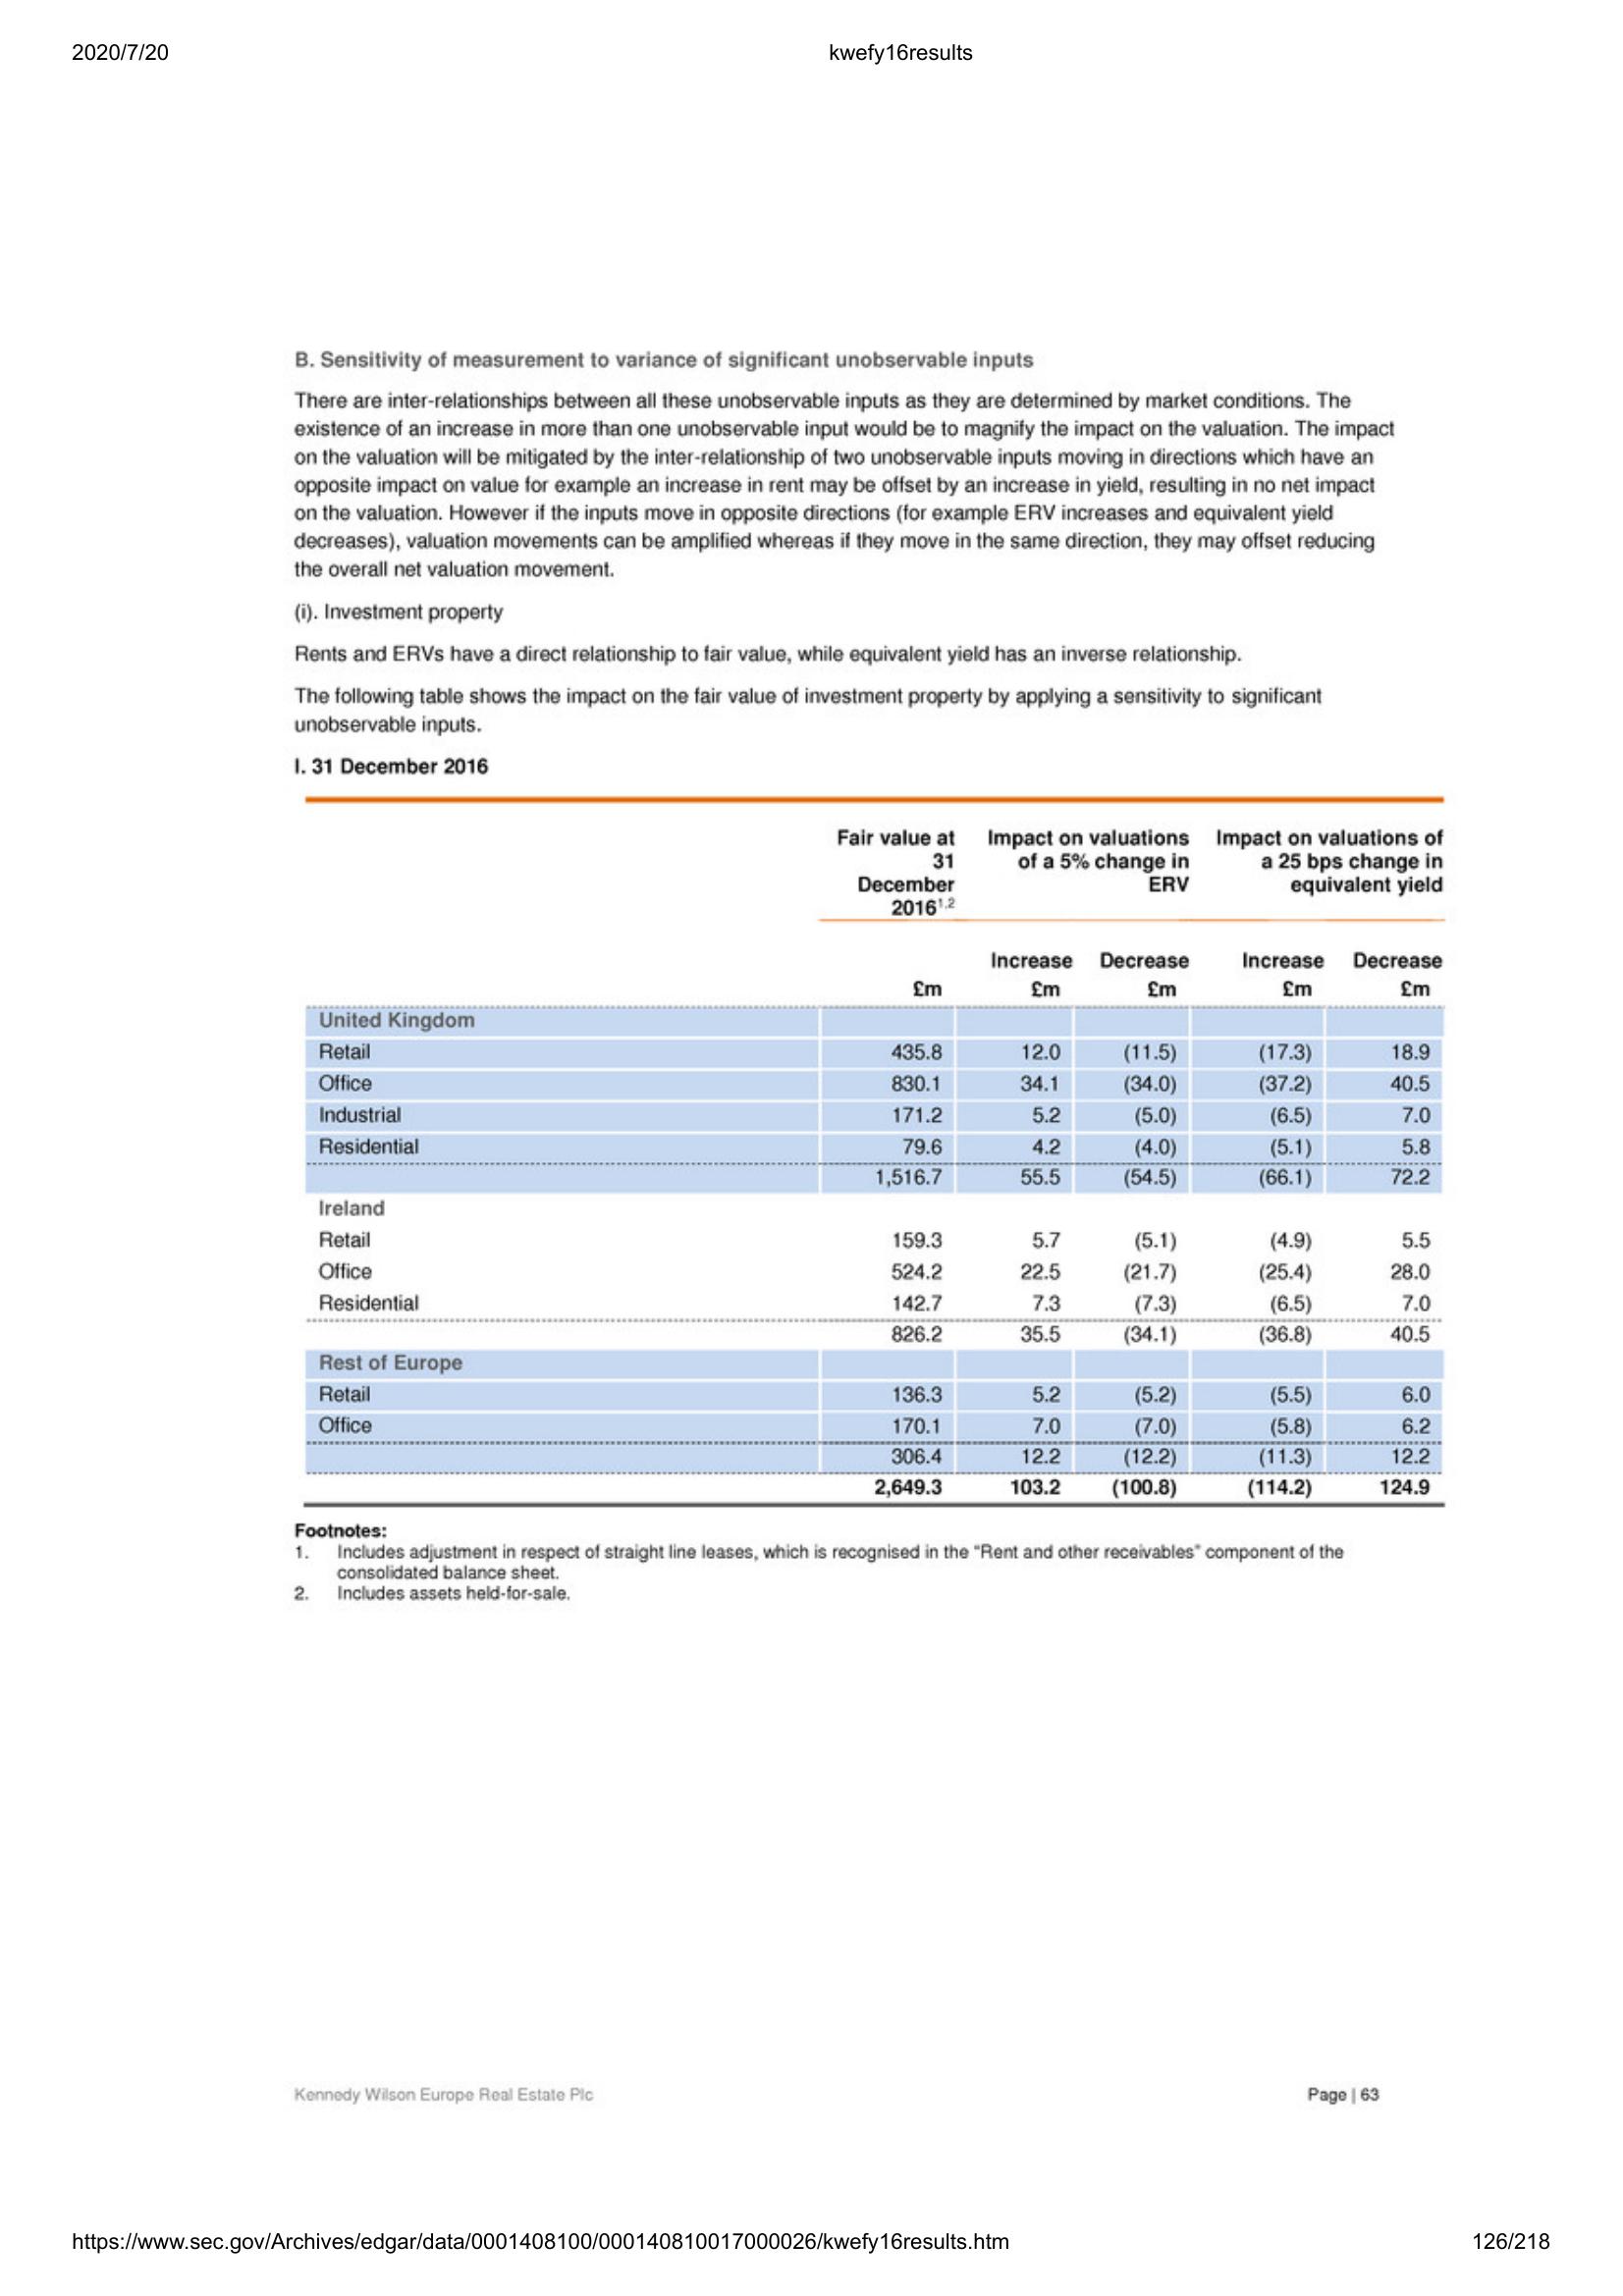 2020/7/20 kwefy16results
B. Sensitivity of measurement to variance of significant unobservable inputs
There are inter-relationships between all these unobservable inputs as they are determined by market conditions. The
existence of an increase in more than one unobservable input would be to magnify the impact on the valuation. The impact
on the valuation will be mitigated by the inter-relationship of two unobservable inputs moving in directions which have an
opposite impact on value for example an increase in rent may be offset by an increase in yield, resulting in no net impact
on the valuation. However if the inputs move in opposite directions (for example ERV increases and equivalent yield
decreases), valuation movements can be amplified whereas if they move in the same direction, they may offset reducing
the overall net valuation movement.
(i). Investment property
Rents and ERVs have a direct relationship to fair value, while equivalent yield has an inverse relationship.
The following table shows the impact on the fair value of investment property by applying a sensitivity to significant
unobservable inputs.
I. 31 December 2016
Fair value at Impact on valuations Impact on valuations of
31 of a 5% change in a 25 bps change in
December ERV equivalent yield
2016¹,²
Increase Decrease Increase Decrease
£m £m £m £m £m
United Kingdom
Retail 435.8 12.0 (11.5) (17.3) 18.9
Office 830.1 34.1 (34.0) (37.2) 40.5
Industrial 171.2 5.2 (5.0) (6.5) 7.0
Residential 79.6 4.2 (4.0) (5.1) 5.8
1,516.7 55.5 (54.5) (66.1) 72.2
Ireland
Retail 159.3 5.7 (5.1) (4.9) 5.5
Office 524.2 22.5 (21.7) (25.4) 28.0
Residential 142.7 7.3 (7.3) (6.5) 7.0
826.2 35.5 (34.1) (36.8) 40.5
Rest of Europe
Retail 136.3 5.2 (5.2) (5.5) 6.0
Office 170.1 7.0 (7.0) (5.8) 6.2
306.4 12.2 (12.2) (11.3) 12.2
2,649.3 103.2 (100.8) (114.2) 124.9
Footnotes:
1. Includes adjustment in respect of straight line leases, which is recognised in the "Rent and other receivables" component of the
consolidated balance sheet.
2. Includes assets held-for-sale.
Kennedy Wilson Europe Real Estate Plc Page | 63
https://www.sec.gov/Archives/edgar/data/0001408100/000140810017000026/kwefy16results.htm 126/218